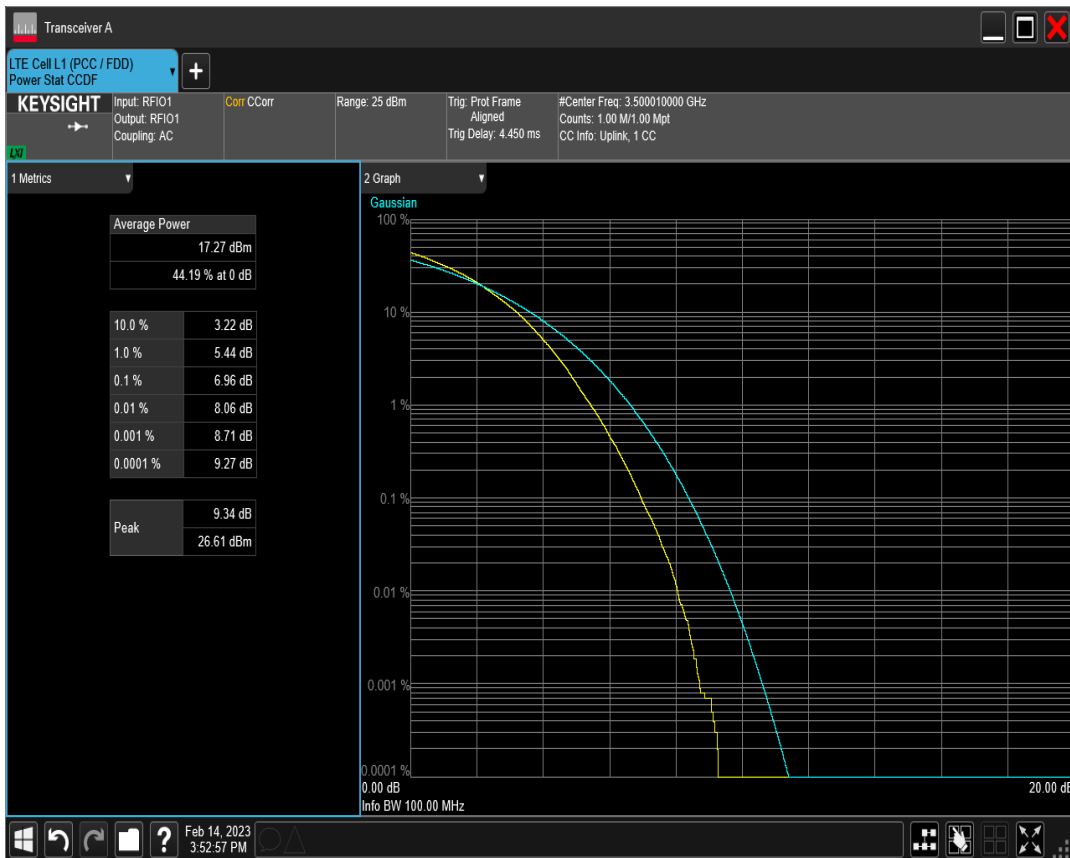 Transceiver A
LTE Cell L1 (PCC / FDD)
Power Stat CCDF
KEYSIGHT
LXI
Input: RFIO1
Output: RFIO1
Coupling: AC
Corr CCorr
Range: 25 dBm
Trig: Prot Frame
Aligned
Trig Delay: 4.450 ms
#Center Freq: 3.500010000 GHz
Counts: 1.00 M/1.00 Mpt
CC Info: Uplink, 1 CC
1 Metrics
Average Power
17.27 dBm
44.19 % at 0 dB
10.0 % 3.22 dB
1.0 % 5.44 dB
0.1 % 6.96 dB
0.01 % 8.06 dB
0.001 % 8.71 dB
0.0001 % 9.27 dB
Peak
9.34 dB
26.61 dBm
2 Graph
Gaussian
100 %
10 %
1 %
0.1 %
0.01 %
0.001 %
0.0001 %
0.00 dB 20.00 dB
Info BW 100.00 MHz
Feb 14, 2023
3:52:57 PM